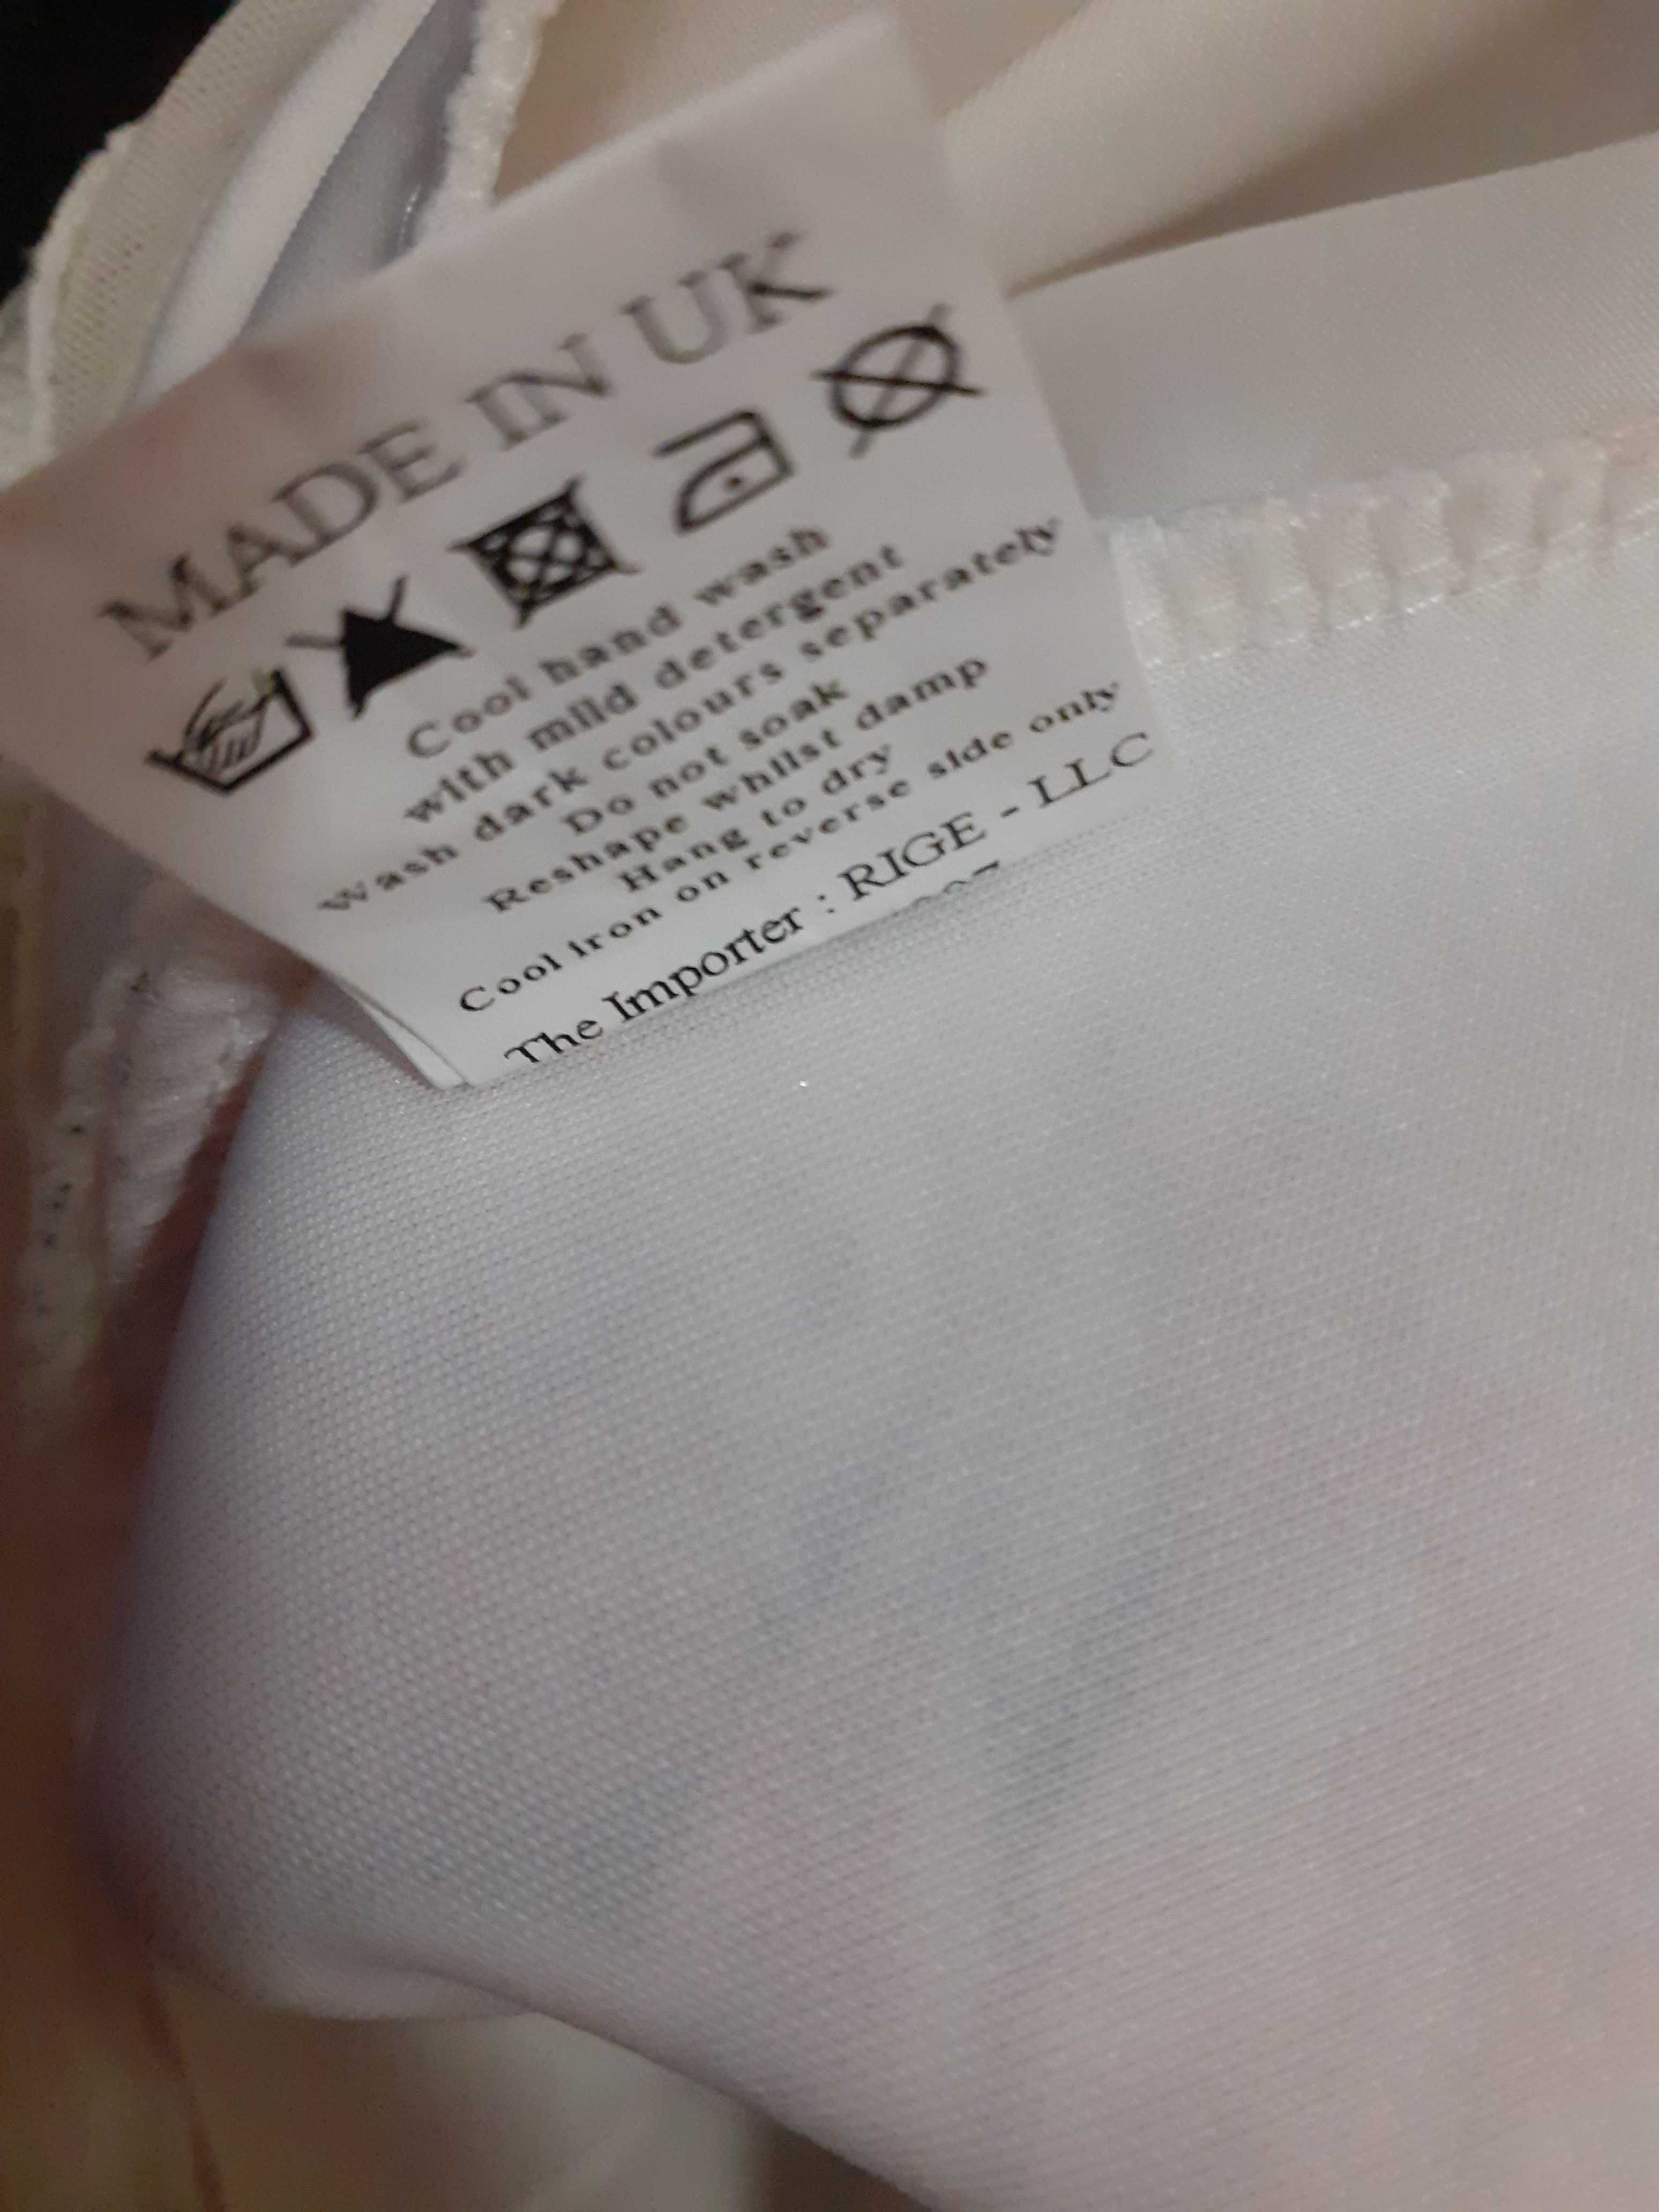 MADE IN UK
Cool hand wash
with mild detergent
Wash dark colours separately
Do not soak
Reshape whilst damp
Hang to dry
Cool iron on reverse side only
The Importer : RIGE - LLC